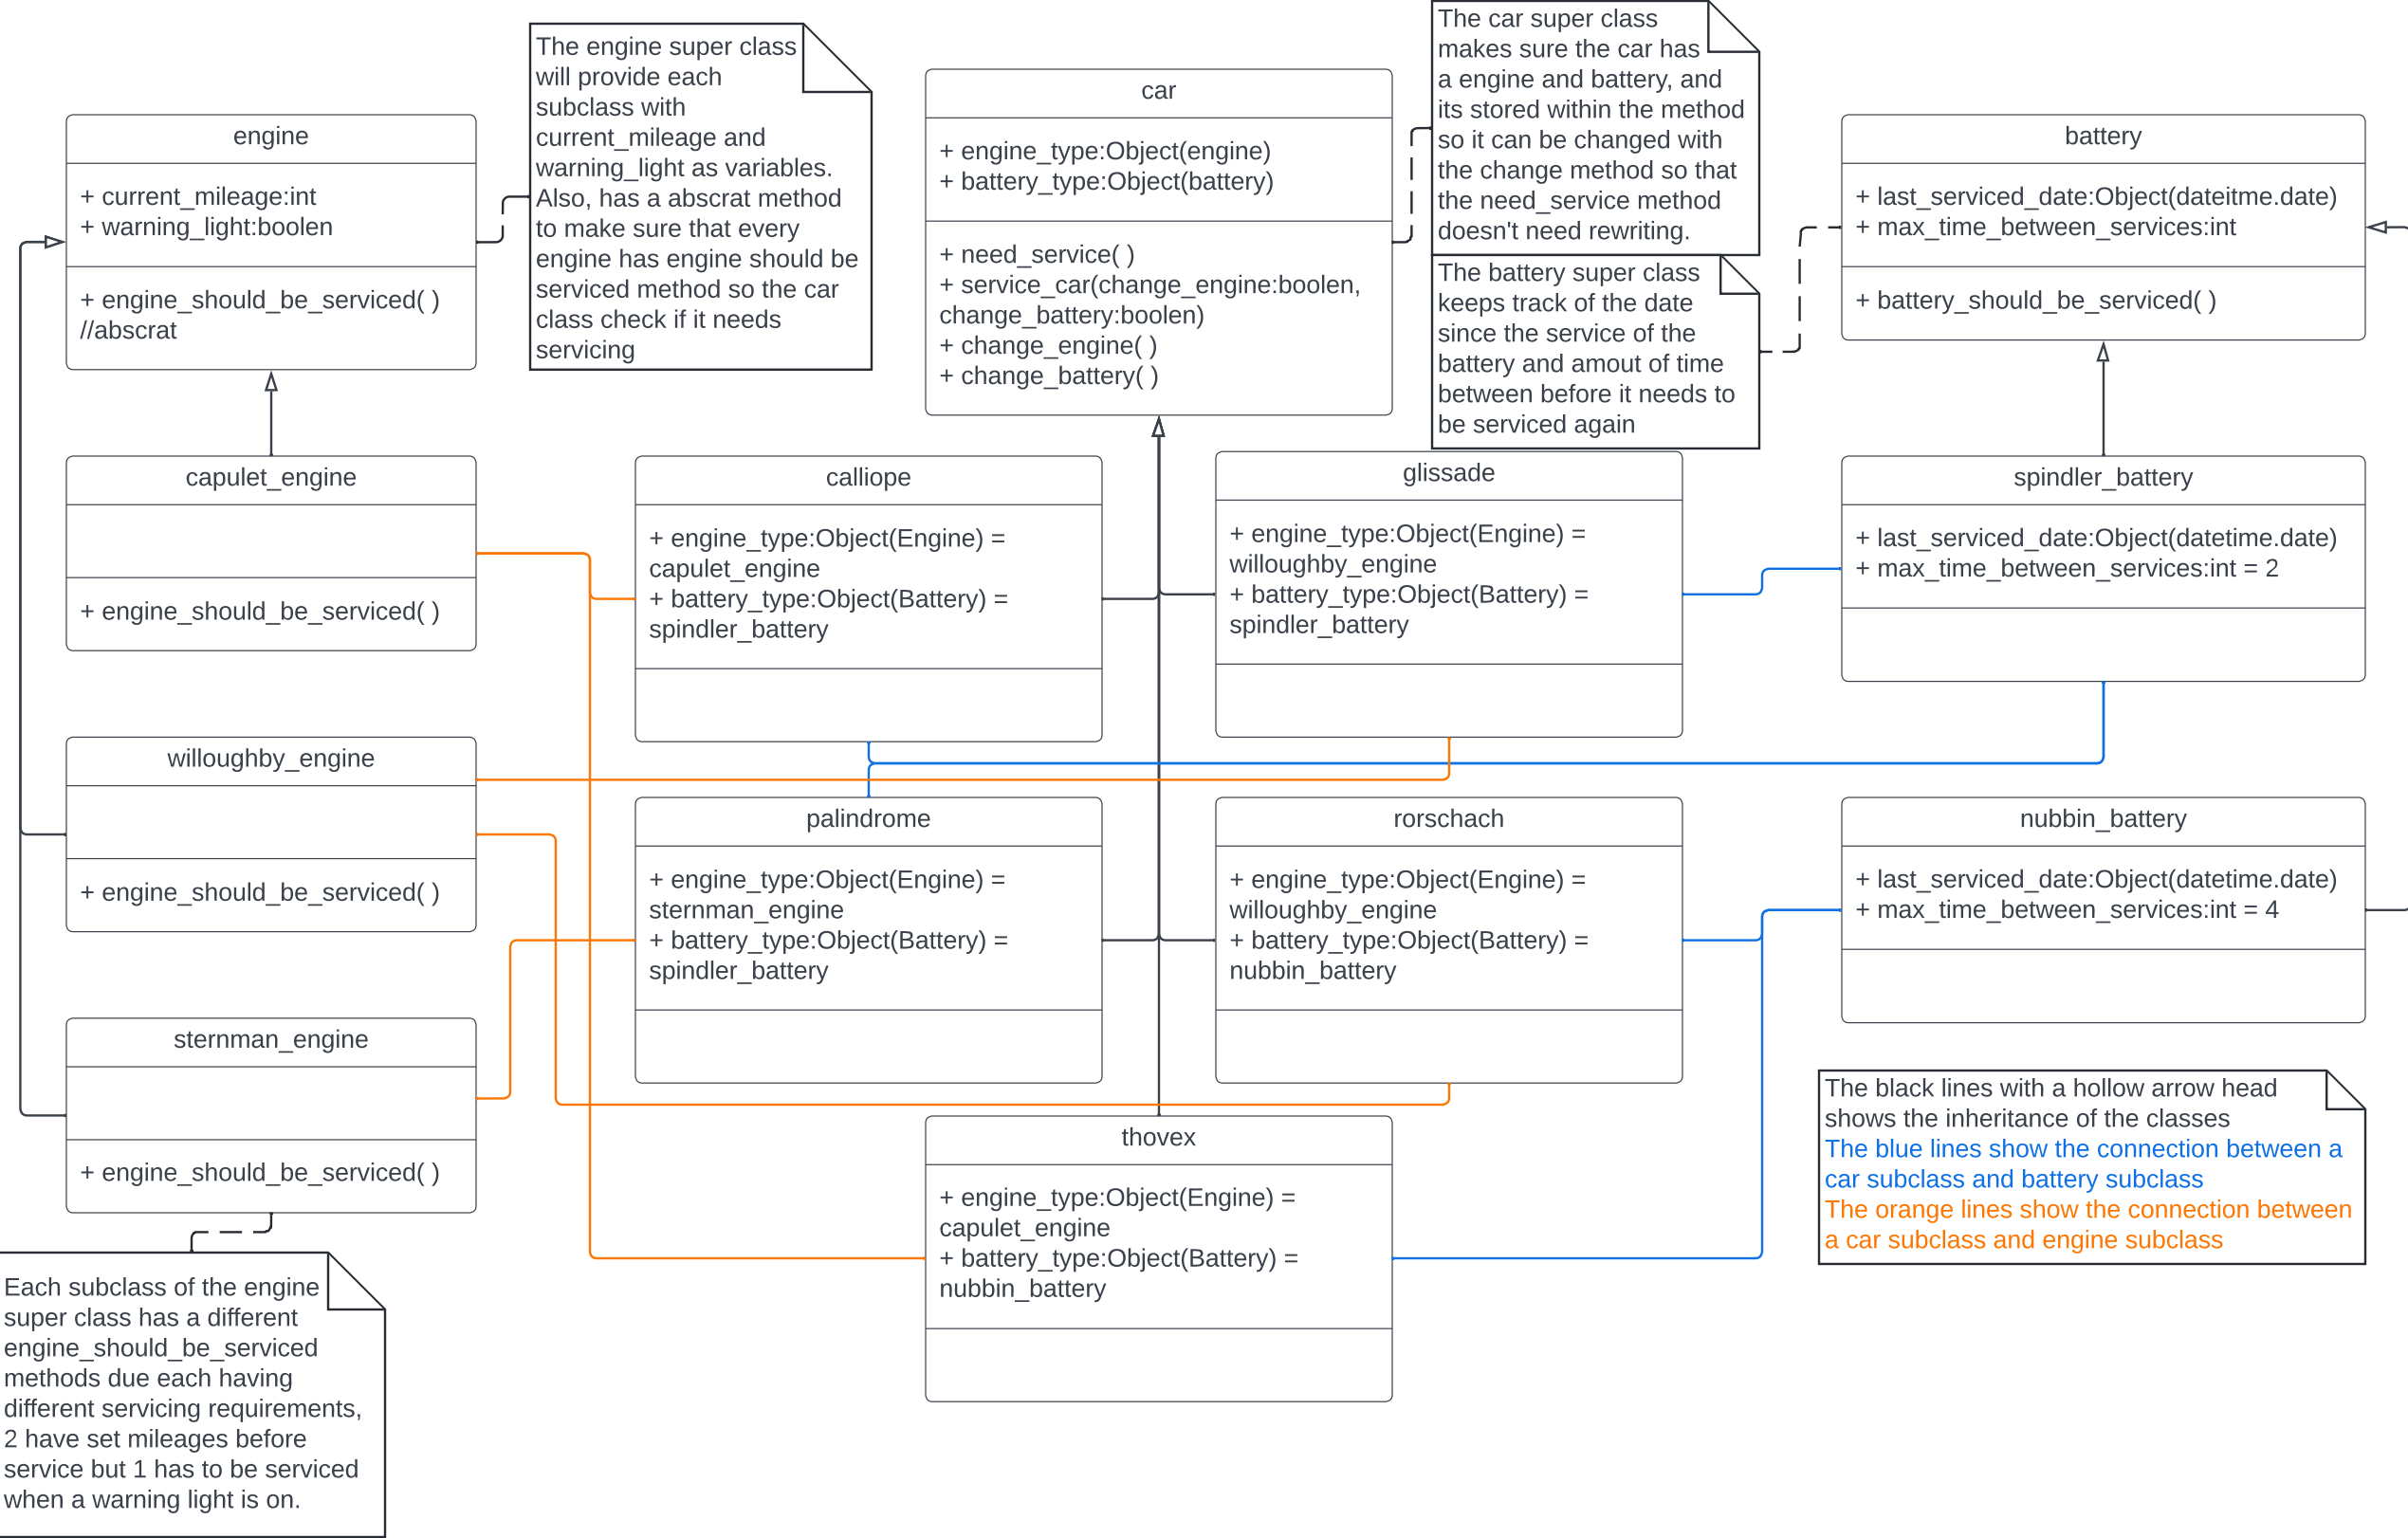 The engine super class
will provide each
subclass with
current_mileage and
warning_light as variables.
Also, has a abscrat method
to make sure that every
engine has engine should be
serviced method so the car
class check if it needs
servicing
The car super class
makes sure the car has
a engine and battery, and
its stored within the method
so it can be changed with
the change method so that
the need_service method
doesn't need rewriting.
The battery super class
keeps track of the date
since the service of the
battery and amout of time
between before it needs to
be serviced again
engine
+ current_mileage:int
+ warning_light:boolen
+ engine_should_be_serviced( )
//abscrat
car
+ engine_type:Object(engine)
+ battery_type:Object(battery)
+ need_service( )
+ service_car(change_engine:boolen,
change_battery:boolen)
+ change_engine( )
+ change_battery( )
battery
+ last_serviced_date:Object(dateitme.date)
+ max_time_between_services:int
+ battery_should_be_serviced( )
capulet_engine
+ engine_should_be_serviced( )
calliope
+ engine_type:Object(Engine) =
capulet_engine
+ battery_type:Object(Battery) =
spindler_battery
glissade
+ engine_type:Object(Engine) =
willoughby_engine
+ battery_type:Object(Battery) =
spindler_battery
spindler_battery
+ last_serviced_date:Object(datetime.date)
+ max_time_between_services:int = 2
willoughby_engine
+ engine_should_be_serviced( )
palindrome
+ engine_type:Object(Engine) =
sternman_engine
+ battery_type:Object(Battery) =
spindler_battery
rorschach
+ engine_type:Object(Engine) =
willoughby_engine
+ battery_type:Object(Battery) =
nubbin_battery
nubbin_battery
+ last_serviced_date:Object(datetime.date)
+ max_time_between_services:int = 4
sternman_engine
+ engine_should_be_serviced( )
thovex
+ engine_type:Object(Engine) =
capulet_engine
+ battery_type:Object(Battery) =
nubbin_battery
The black lines with a hollow arrow head
shows the inheritance of the classes
The blue lines show the connection between a
car subclass and battery subclass
The orange lines show the connection between
a car subclass and engine subclass
Each subclass of the engine
super class has a different
engine_should_be_serviced
methods due each having
different servicing requirements,
2 have set mileages before
service but 1 has to be serviced
when a warning light is on.